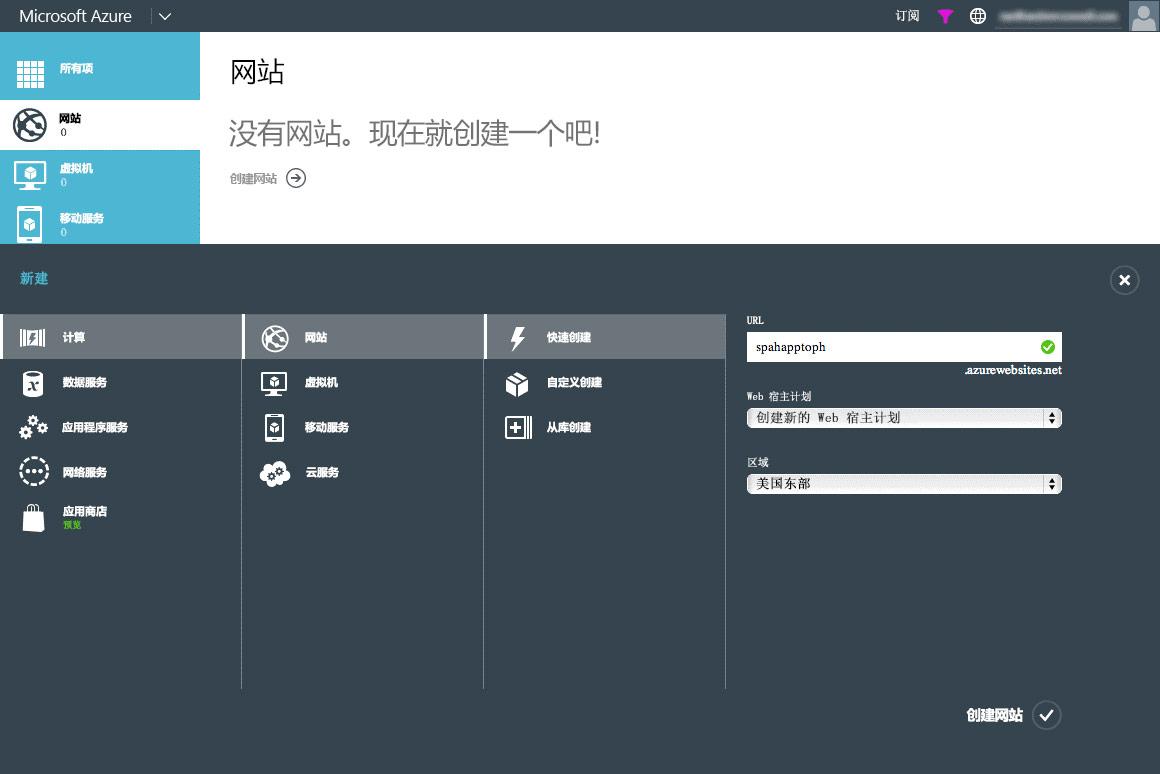 Microsoft Azure
订阅
所有项
网站
0
虚拟机
0
移动服务
0
网站
没有网站。现在就创建一个吧!
创建网站
新建
计算
数据服务
应用程序服务
网络服务
应用商店
预览
网站
虚拟机
移动服务
云服务
快速创建
自定义创建
从库创建
URL
spahapptoph
.azurewebsites.net
Web 宿主计划
创建新的 Web 宿主计划
区域
美国东部
创建网站